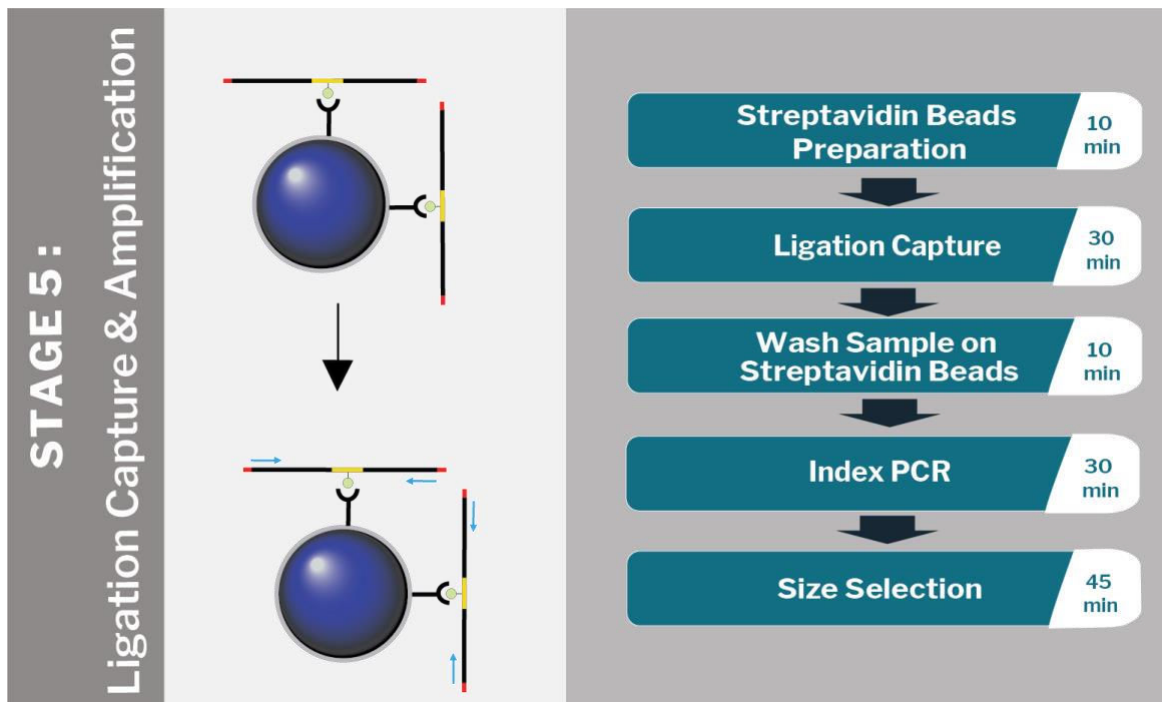 STAGE 5:
Ligation Capture & Amplification
Streptavidin Beads
Preparation
10
min
Ligation Capture
30
min
Wash Sample on
Streptavidin Beads
10
min
Index PCR
30
min
Size Selection
45
min